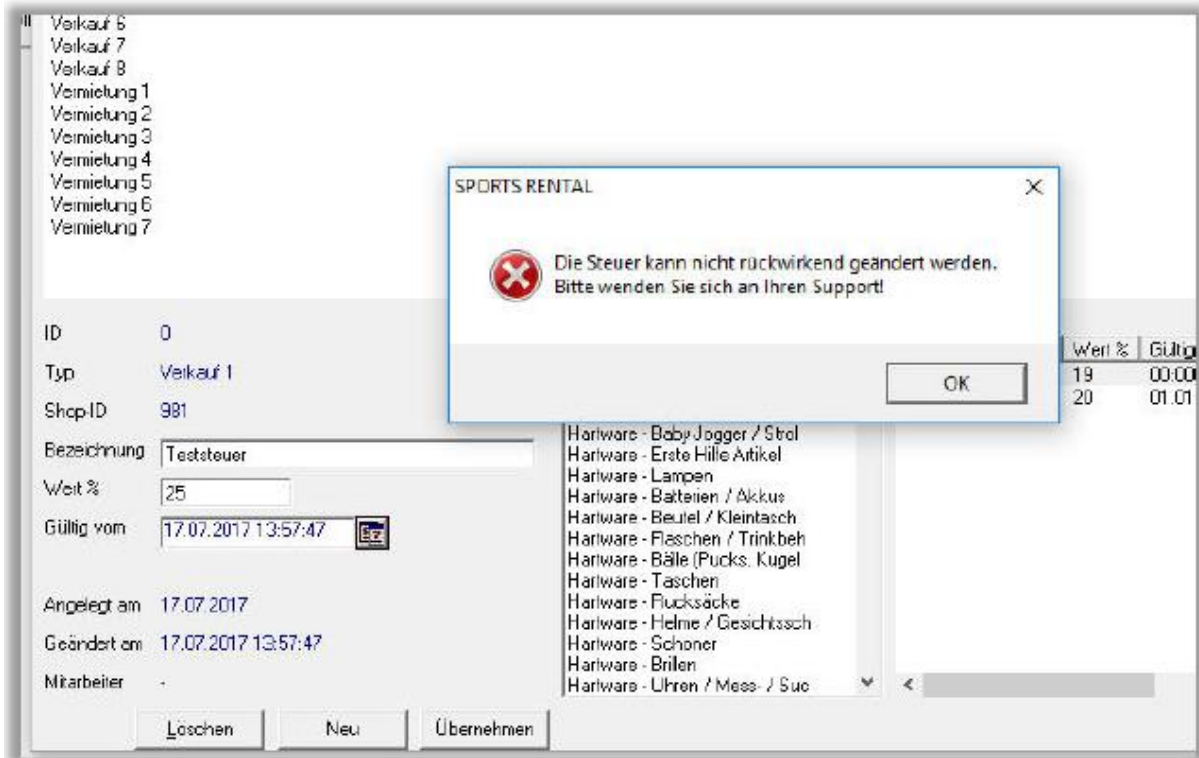 Verkauf 6
Verkauf 7
Verkauf 8
Vermietung 1
Vermietung 2
Vermietung 3
Vermietung 4
Vermietung 5
Vermietung 6
Vermietung 7
SPORTS RENTAL
Die Steuer kann nicht rückwirkend geändert werden.
Bitte wenden Sie sich an Ihren Support!
OK
ID 0
Typ Verkauf 1
Shop-ID 981
Bezeichnung Teststeuer
Wert % 25
Gültig vom 17.07.2017 13:57:47
Angelegt am 17.07.2017
Geändert am 17.07.2017 13:57:47
Mitarbeiter -
Löschen Neu Übernehmen
Hartware - Baby Jogger / Strol
Hartware - Erste Hilfe Artikel
Hartware - Lampen
Hartware - Batterien / Akkus
Hartware - Beutel / Kleintasch
Hartware - Flaschen / Trinkbeh
Hartware - Bälle (Pucks, Kugel
Hartware - Taschen
Hartware - Rucksäcke
Hartware - Helme / Gesichtssch
Hartware - Schoner
Hartware - Brillen
Hartware - Uhren / Mess- / Suc
Wert % Gültig
19 00:00
20 01.01